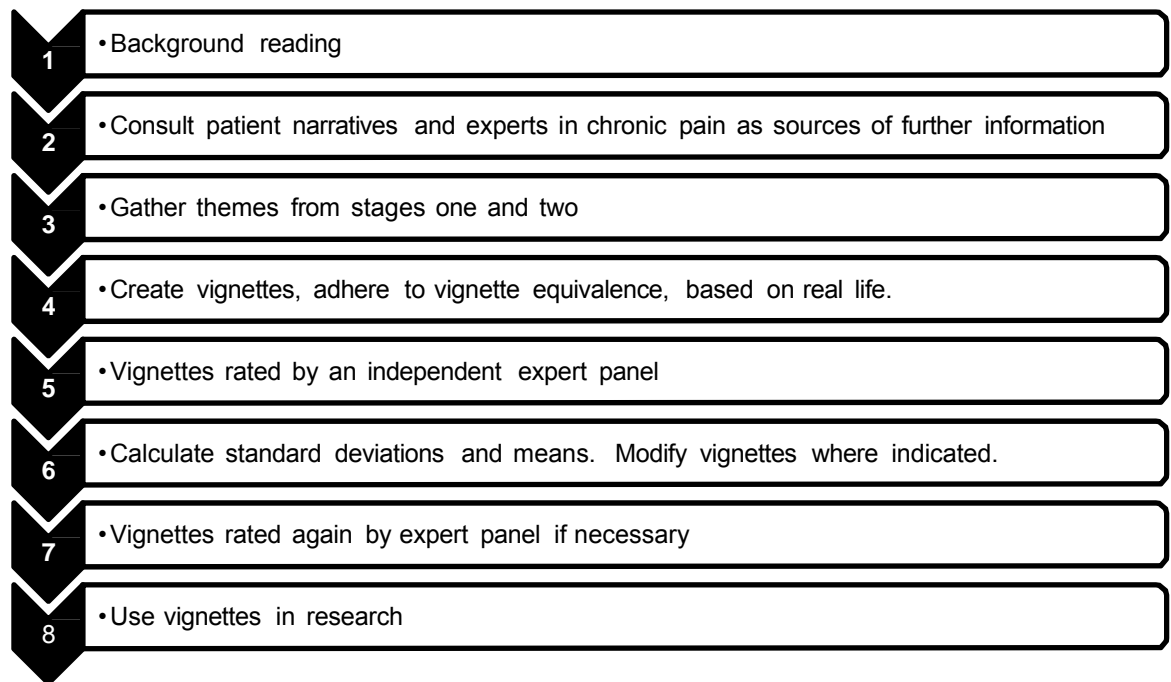 1 •Background reading
2 •Consult patient narratives and experts in chronic pain as sources of further information
3 •Gather themes from stages one and two
4 •Create vignettes, adhere to vignette equivalence, based on real life.
5 •Vignettes rated by an independent expert panel
6 •Calculate standard deviations and means. Modify vignettes where indicated.
7 •Vignettes rated again by expert panel if necessary
8 •Use vignettes in research